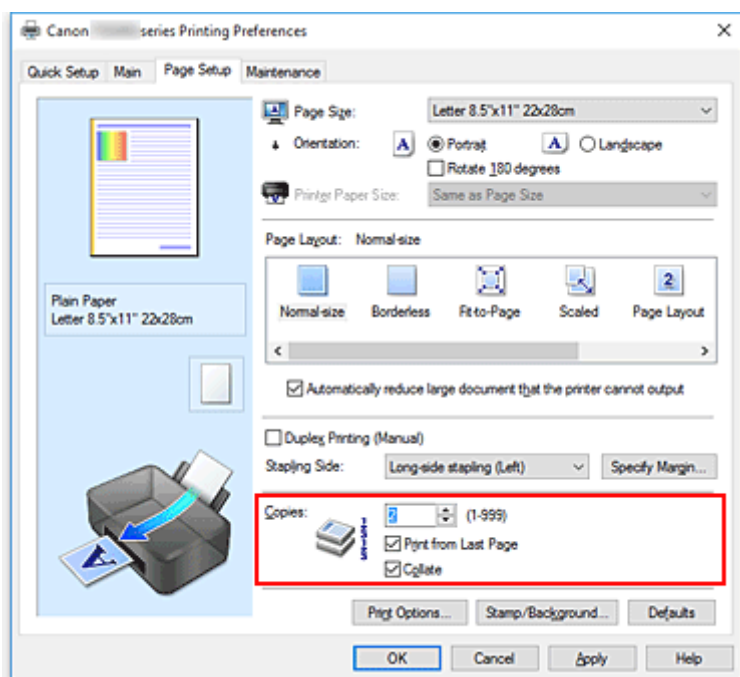 Canon series Printing Preferences
Quick Setup Main Page Setup Maintenance
Page Size: Letter 8.5"x11" 22x28cm
Orientation: A Portrait A Landscape
Rotate 180 degrees
Printer Paper Size: Same as Page Size
Page Layout: Normal-size
2
Normal-size Borderless Fit-to-Page Scaled Page Layout
Plain Paper
Letter 8.5"x11" 22x28cm
Automatically reduce large document that the printer cannot output
Duplex Printing (Manual)
Stapling Side: Long-side stapling (Left) Specify Margin...
Copies: 2 (1-999)
Print from Last Page
Collate
A
Print Options... Stamp/Background... Defaults
OK Cancel Apply Help